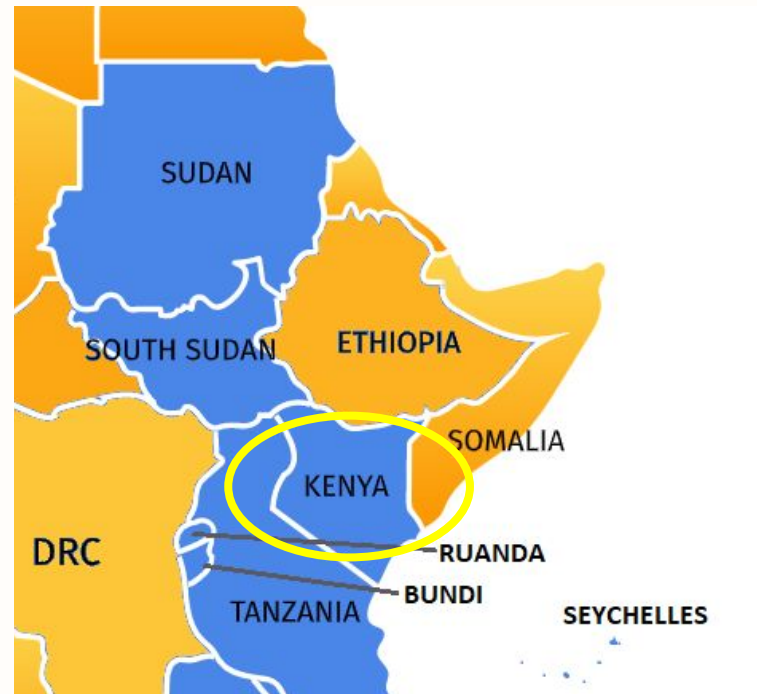 SUDAN
SOUTH SUDAN
ETHIOPIA
SOMALIA
KENYA
DRC
RUANDA
BUNDI
TANZANIA
SEYCHELLES